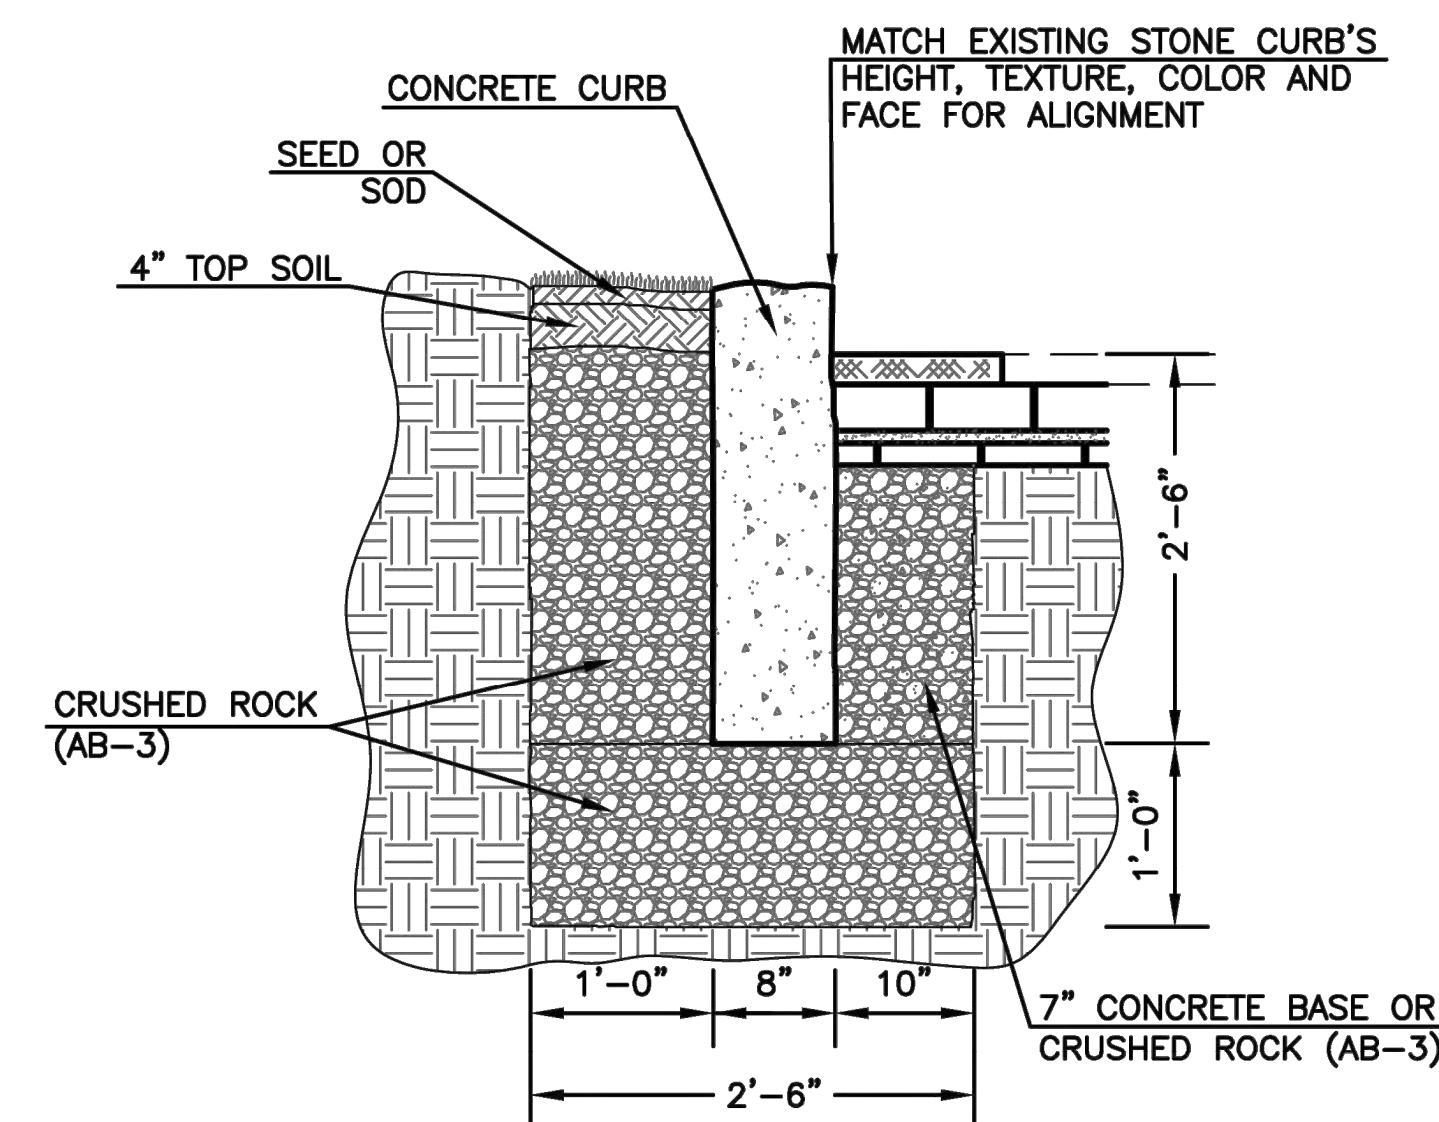 MATCH EXISTING STONE CURB'S
HEIGHT, TEXTURE, COLOR AND
FACE FOR ALIGNMENT
CONCRETE CURB
SEED OR
SOD
4” TOP SOIL
2'-6”
CRUSHED ROCK
(AB-3)
1'-0”
1'-0”
8”
10”
7” CONCRETE BASE OR
CRUSHED ROCK (AB-3)
2'-6”